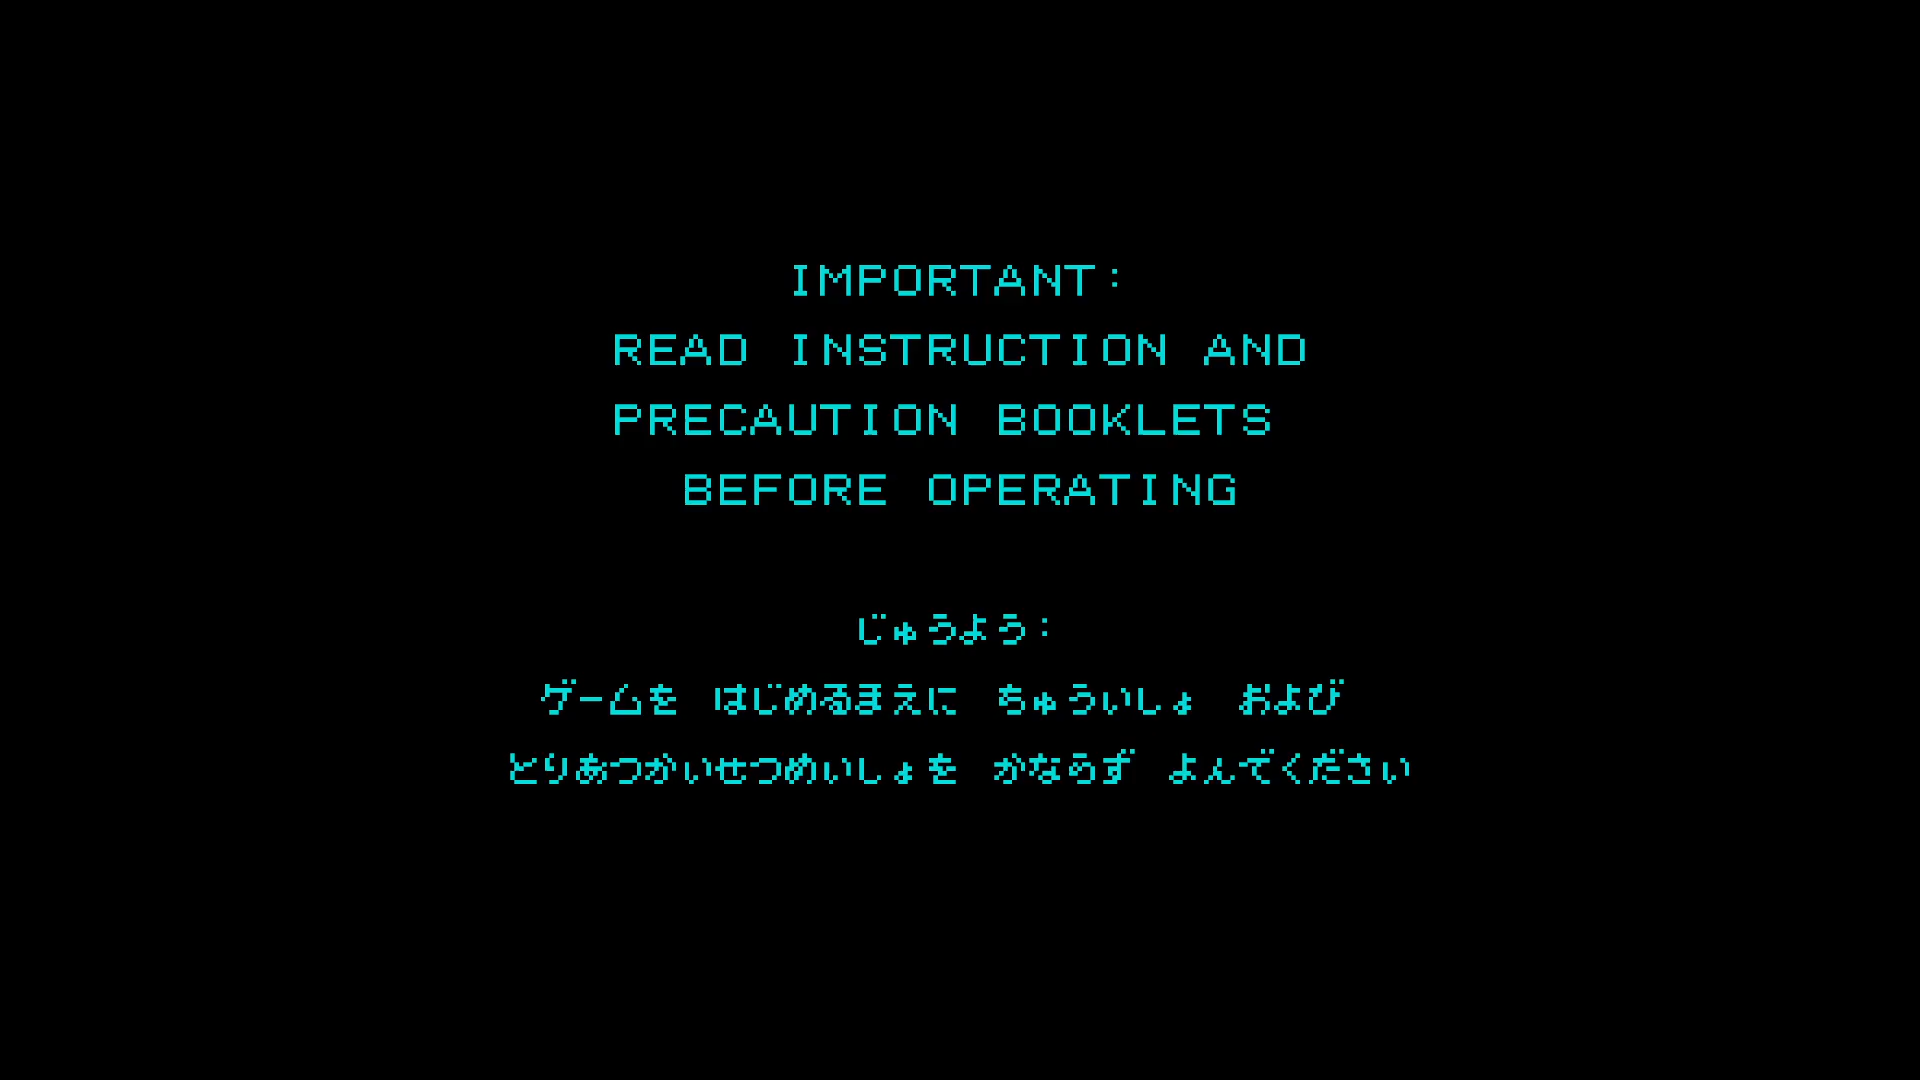 IMPORTANT:
READ INSTRUCTION AND
PRECAUTION BOOKLETS
BEFORE OPERATING
じゅうよう:
ゲームを はじめるまえに ちゅういしょ および
とりあつかいせつめいしょを かならず よんでください